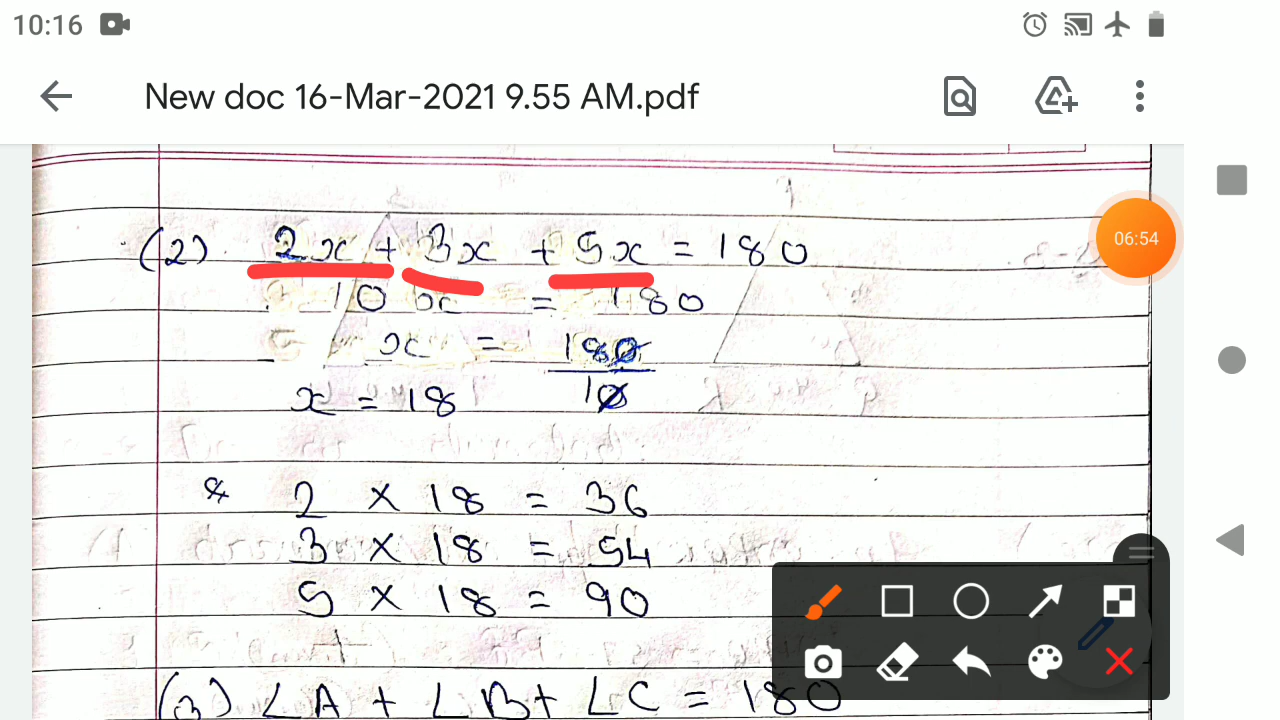 10:16
New doc 16-Mar-2021 9.55 AM.pdf
06:54
(2) 2x + 3x + 5x = 180
10x = 180
x = 180
10
x = 18
& 2 × 18 = 36
3 × 18 = 54
5 × 18 = 90
(3) ∠A + ∠B + ∠C = 180